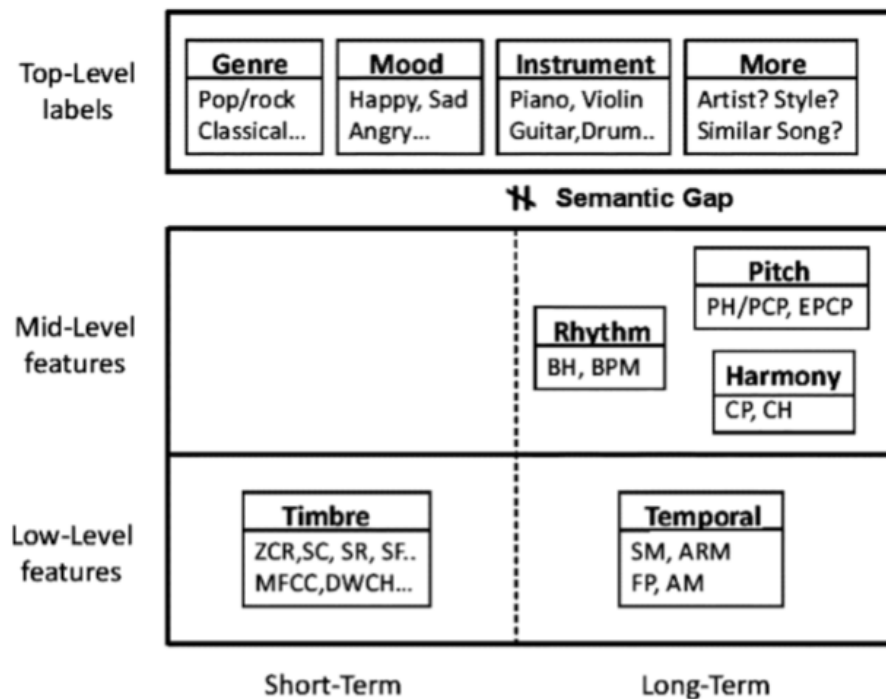 Top-Level
labels
Genre
Pop/rock
Classical...
Mood
Happy, Sad
Angry...
Instrument
Piano, Violin
Guitar,Drum..
More
Artist? Style?
Similar Song?
Semantic Gap
Mid-Level
features
Rhythm
BH, BPM
Pitch
PH/PCP, EPCP
Harmony
CP, CH
Low-Level
features
Timbre
ZCR,SC, SR, SF..
MFCC,DWCH...
Temporal
SM, ARM
FP, AM
Short-Term
Long-Term